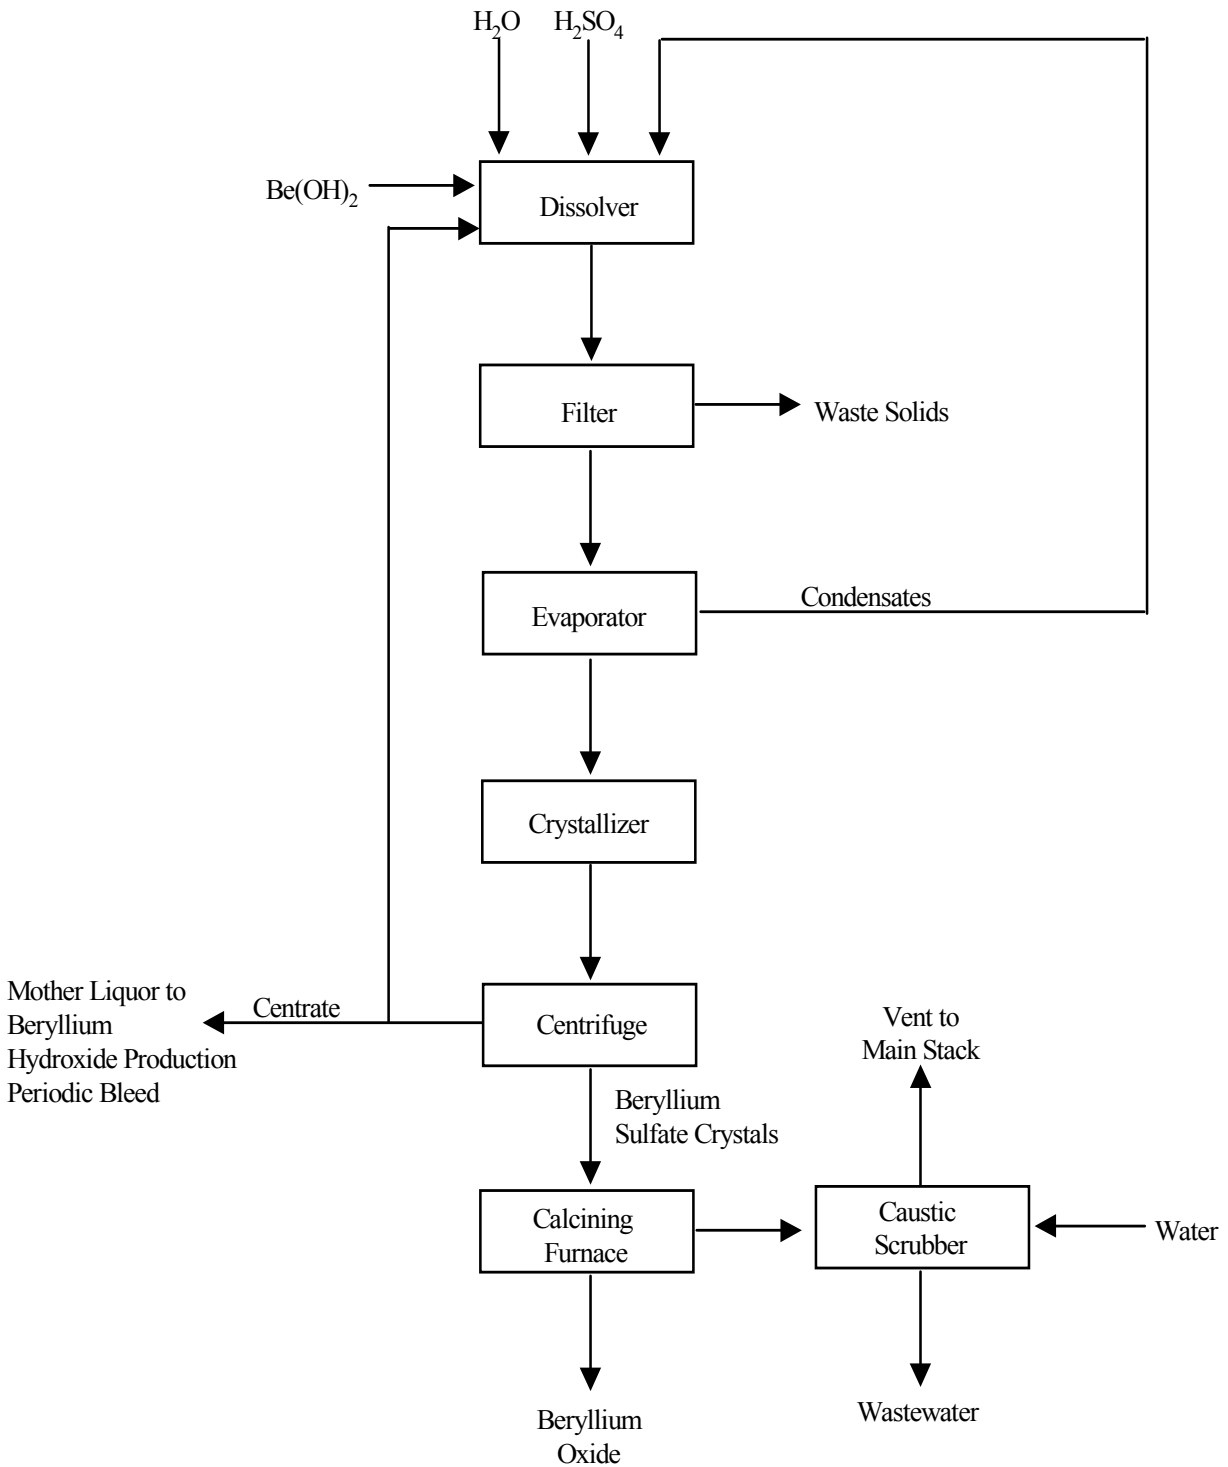 H₂O
H₂SO₄
Be(OH)₂
Dissolver
Filter
Waste Solids
Evaporator
Condensates
Crystallizer
Mother Liquor to
Beryllium
Hydroxide Production
Periodic Bleed
Centrate
Centrifuge
Vent to
Main Stack
Beryllium
Sulfate Crystals
Calcining
Furnace
Caustic
Scrubber
Water
Beryllium
Oxide
Wastewater